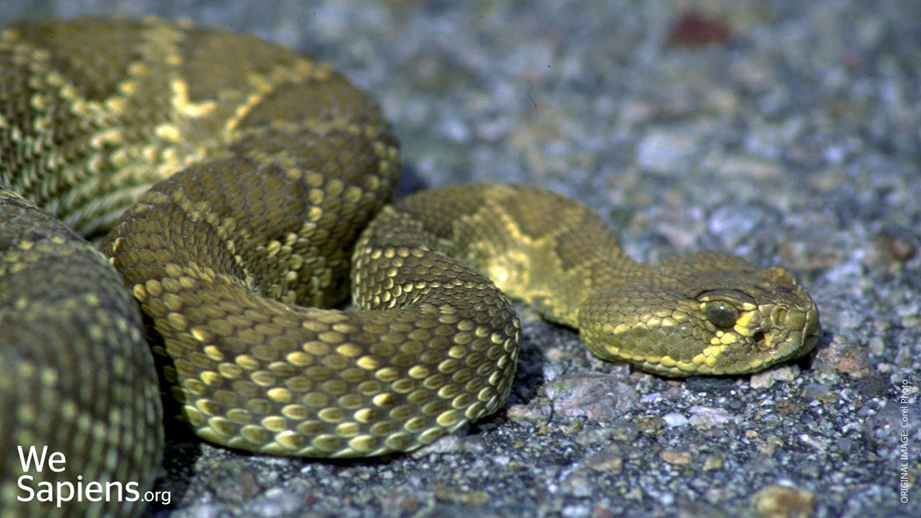 We
Sapiens.org
ORIGINAL IMAGE: Corel Photo